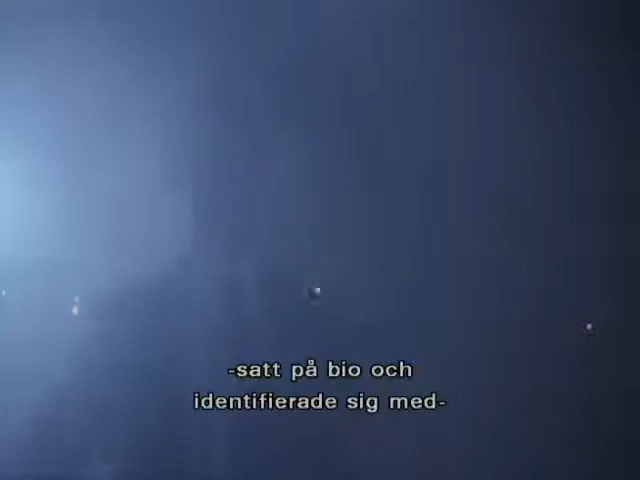 -satt på bio och
identifierade sig med-